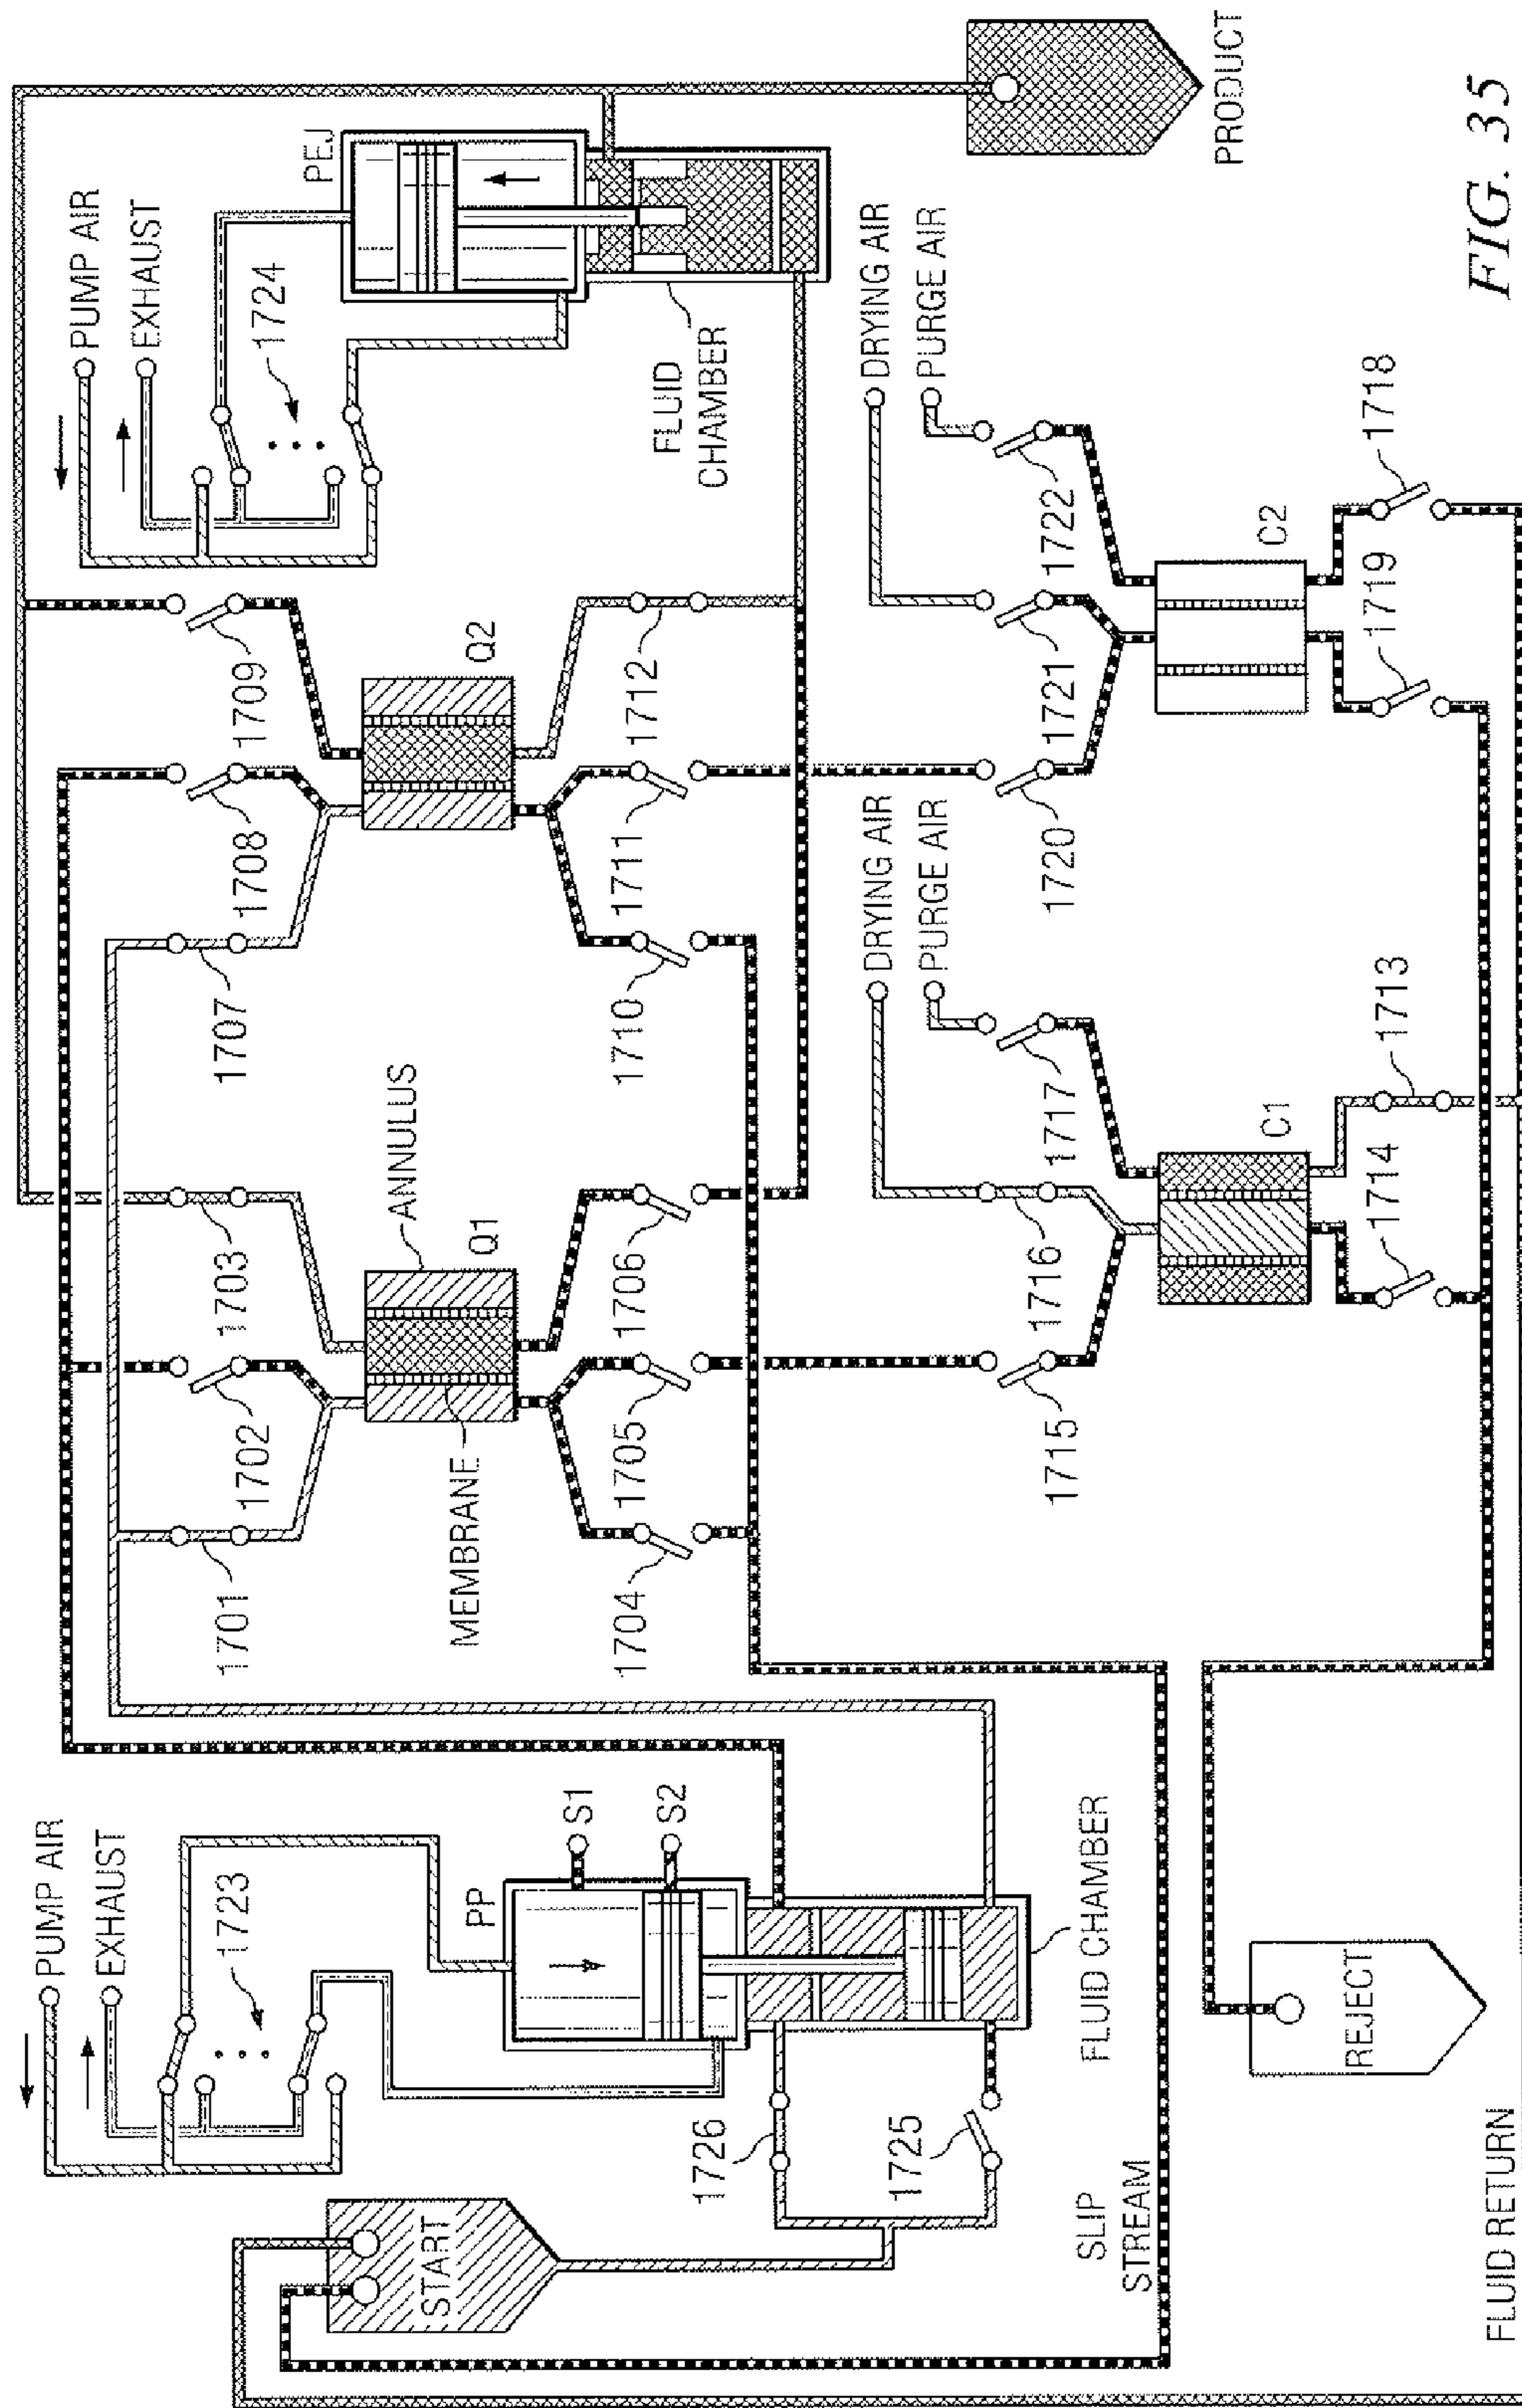 PUMP AIR
EXHAUST
1723
START
PP
S1
S2
1726
1725
FLUID CHAMBER
SLIP
STREAM
REJECT
FLUID RETURN
1701
1702
1703
ANNULUS
MEMBRANE
Q1
1704
1705
1706
1707
1708
1709
Q2
1710
1711
1712
PUMP AIR
EXHAUST
1724
PEJ
FLUID
CHAMBER
PRODUCT
DRYING AIR
PURGE AIR
1715
1716
1717
C1
1714
1713
DRYING AIR
PURGE AIR
1720
1721
1722
C2
1719
1718
FIG. 35